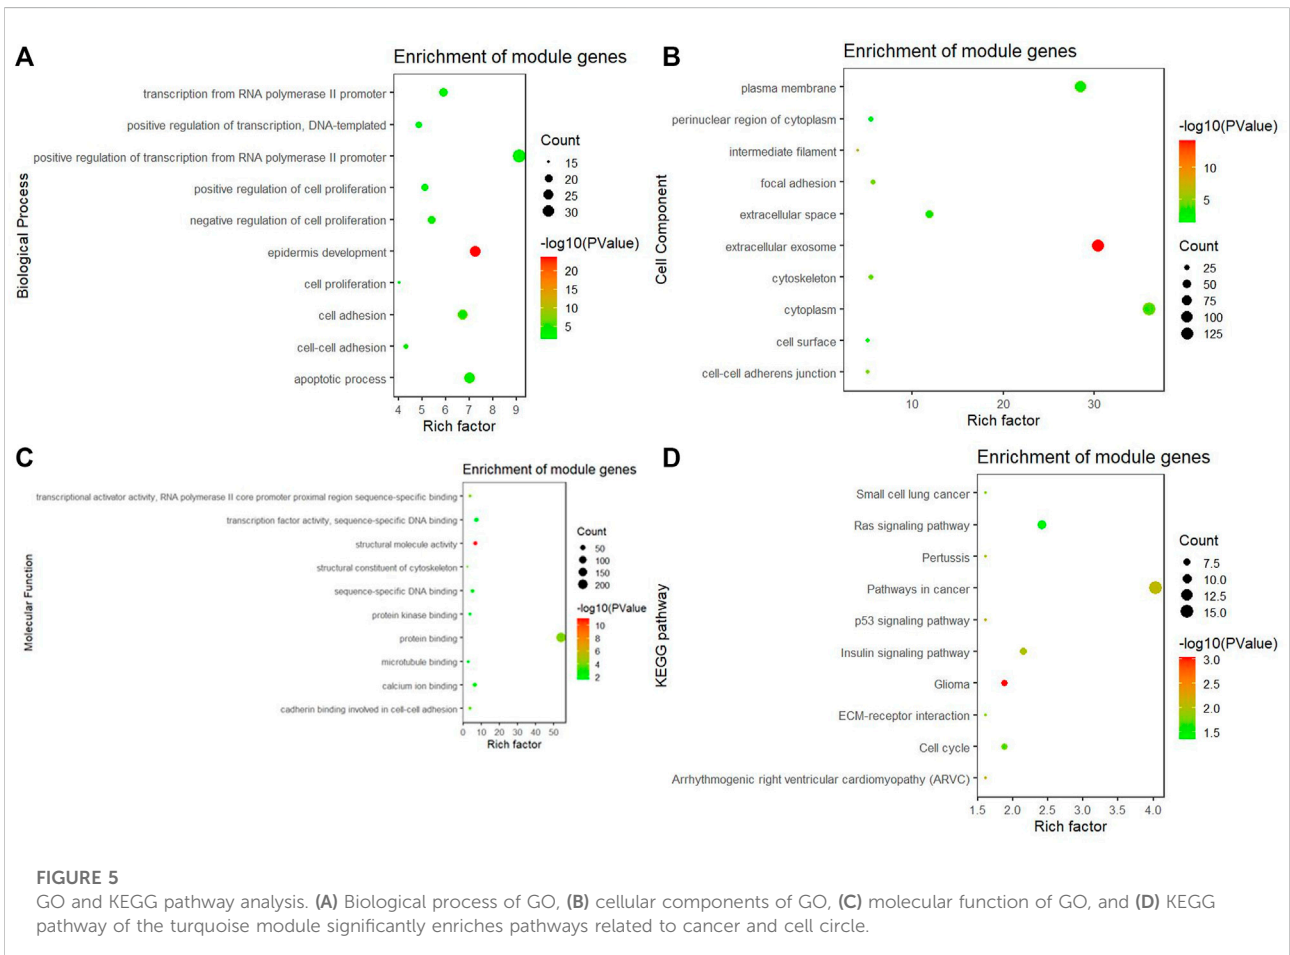 A
Enrichment of module genes
Biological Process
transcription from RNA polymerase II promoter
positive regulation of transcription, DNA-templated
positive regulation of transcription from RNA polymerase II promoter
positive regulation of cell proliferation
negative regulation of cell proliferation
epidermis development
cell proliferation
cell adhesion
cell-cell adhesion
apoptotic process
4 5 6 7 8 9
Rich factor
Count
15
20
25
30
-log10(PValue)
20
15
10
5
B
Enrichment of module genes
Cell Component
plasma membrane
perinuclear region of cytoplasm
intermediate filament
focal adhesion
extracellular space
extracellular exosome
cytoskeleton
cytoplasm
cell surface
cell-cell adherens junction
10 20 30
Rich factor
-log10(PValue)
10
5
Count
25
50
75
100
125
C
Enrichment of module genes
Molecular Function
transcriptional activator activity, RNA polymerase II core promoter proximal region sequence-specific binding
transcription factor activity, sequence-specific DNA binding
structural molecule activity
structural constituent of cytoskeleton
sequence-specific DNA binding
protein kinase binding
protein binding
microtubule binding
calcium ion binding
cadherin binding involved in cell-cell adhesion
0 10 20 30 40 50
Rich factor
Count
50
100
150
200
-log10(PValue
10
8
6
4
2
D
Enrichment of module genes
KEGG pathway
Small cell lung cancer
Ras signaling pathway
Pertussis
Pathways in cancer
p53 signaling pathway
Insulin signaling pathway
Glioma
ECM-receptor interaction
Cell cycle
Arrhythmogenic right ventricular cardiomyopathy (ARVC)
1.5 2.0 2.5 3.0 3.5 4.0
Rich factor
Count
7.5
10.0
12.5
15.0
-log10(PValue)
3.0
2.5
2.0
1.5
FIGURE 5
GO and KEGG pathway analysis. (A) Biological process of GO, (B) cellular components of GO, (C) molecular function of GO, and (D) KEGG
pathway of the turquoise module significantly enriches pathways related to cancer and cell circle.